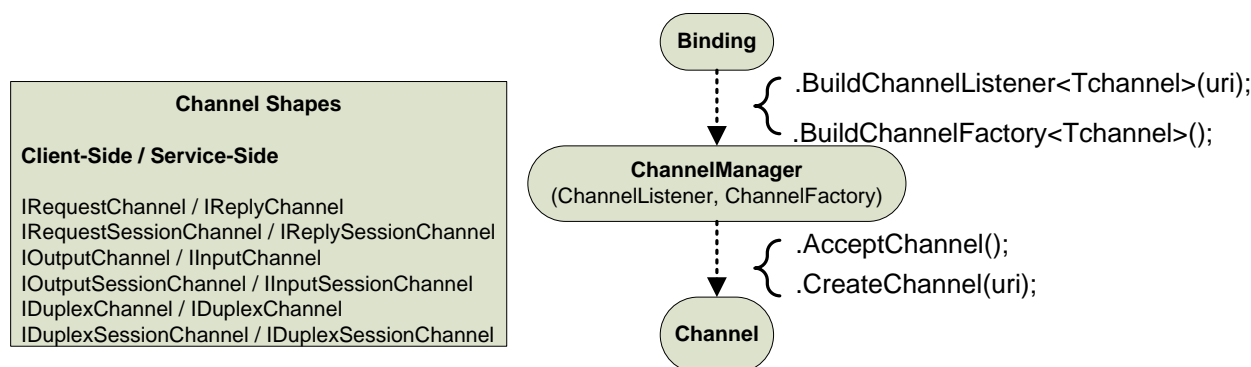 Channel Shapes
Client-Side / Service-Side
IRequestChannel / IReplyChannel
IRequestSessionChannel / IReplySessionChannel
IOutputChannel / IInputChannel
IOutputSessionChannel / IInputSessionChannel
IDuplexChannel / IDuplexChannel
IDuplexSessionChannel / IDuplexSessionChannel
Binding
.BuildChannelListener<Tchannel>(uri);
.BuildChannelFactory<Tchannel>();
ChannelManager
(ChannelListener, ChannelFactory)
.AcceptChannel();
.CreateChannel(uri);
Channel